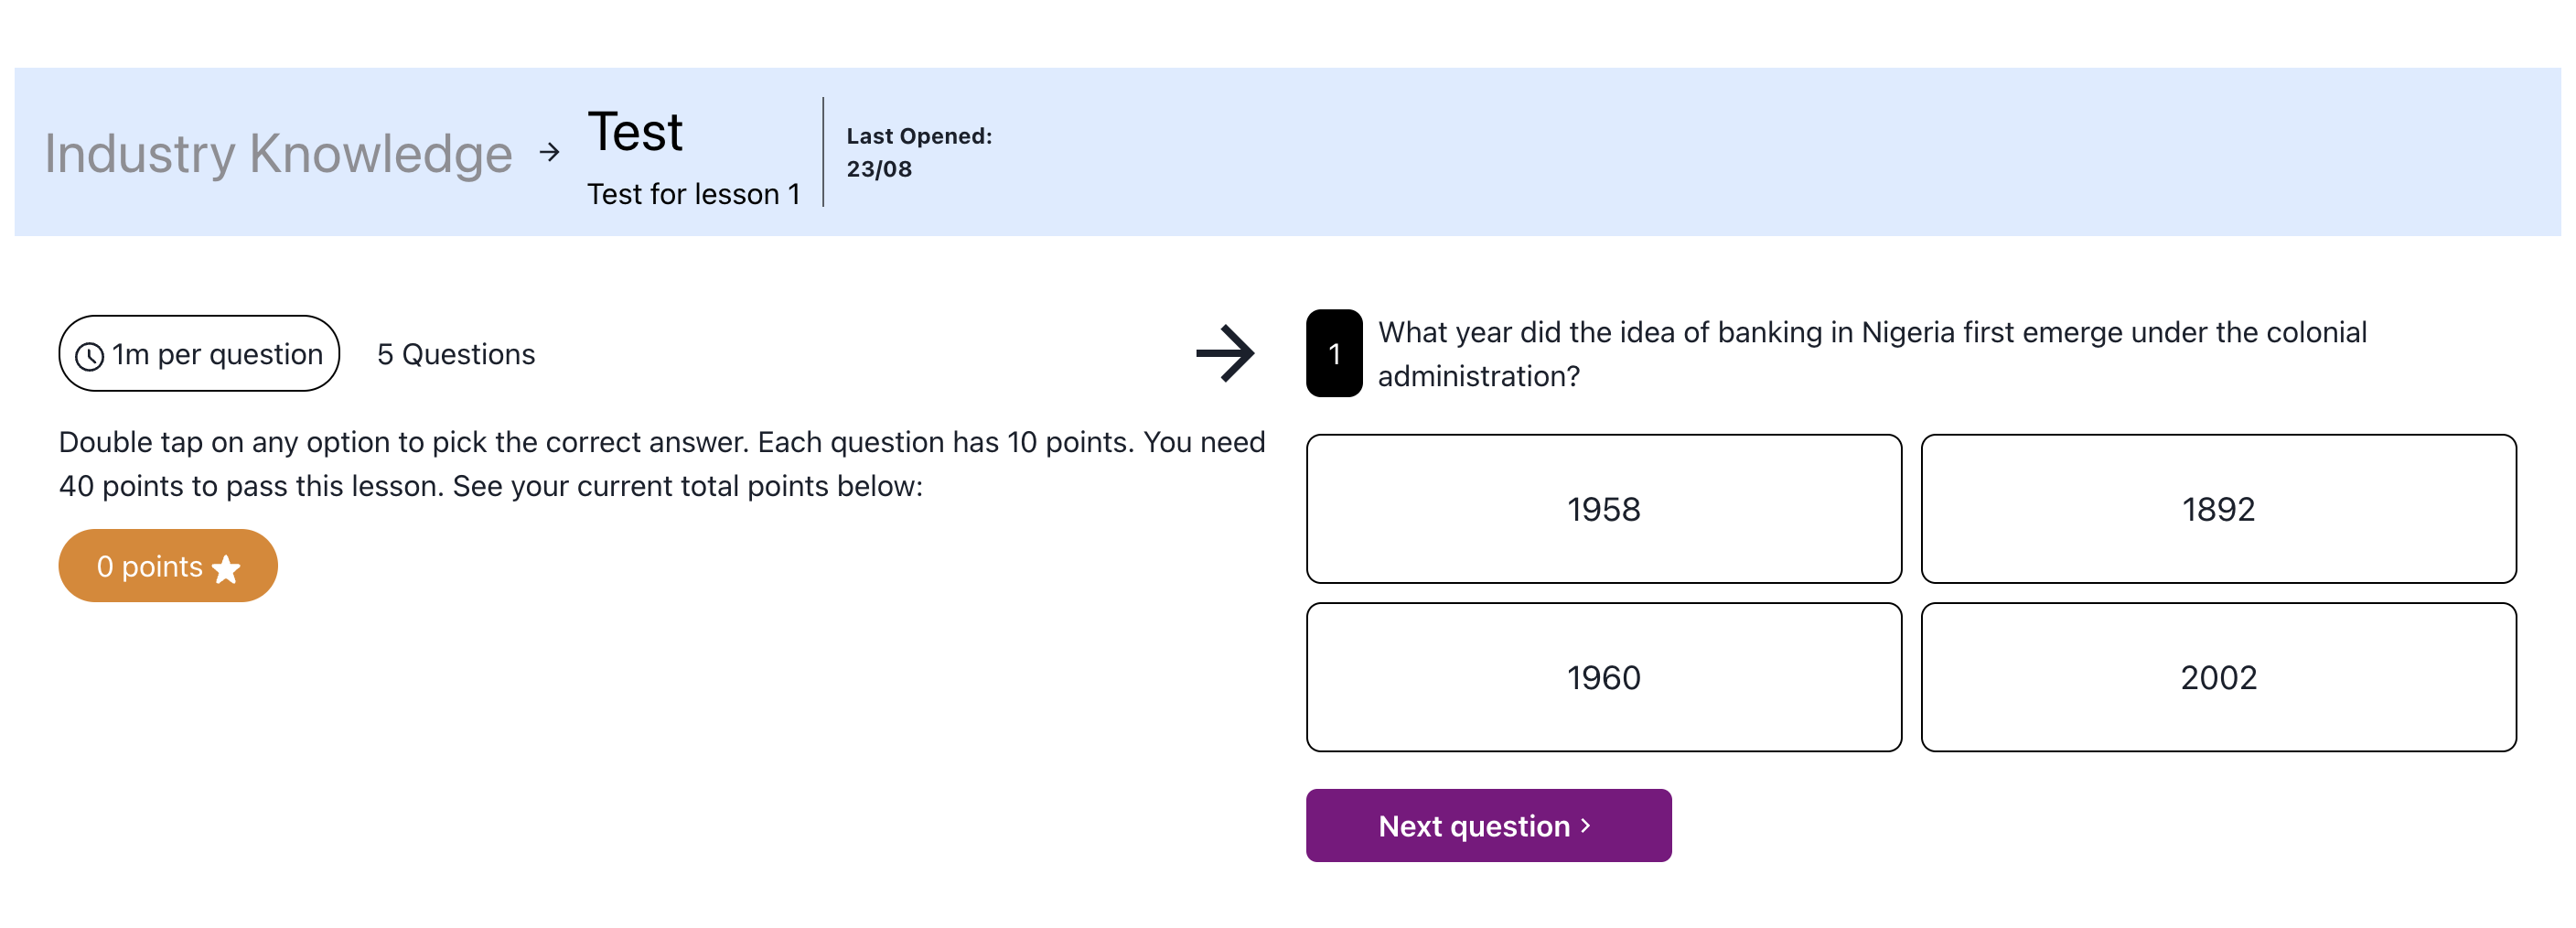 Industry Knowledge → Test
Test for lesson 1
Last Opened:
23/08
1m per question
5 Questions
Double tap on any option to pick the correct answer. Each question has 10 points. You need
40 points to pass this lesson. See your current total points below:
0 points
1
What year did the idea of banking in Nigeria first emerge under the colonial
administration?
1958
1892
1960
2002
Next question >